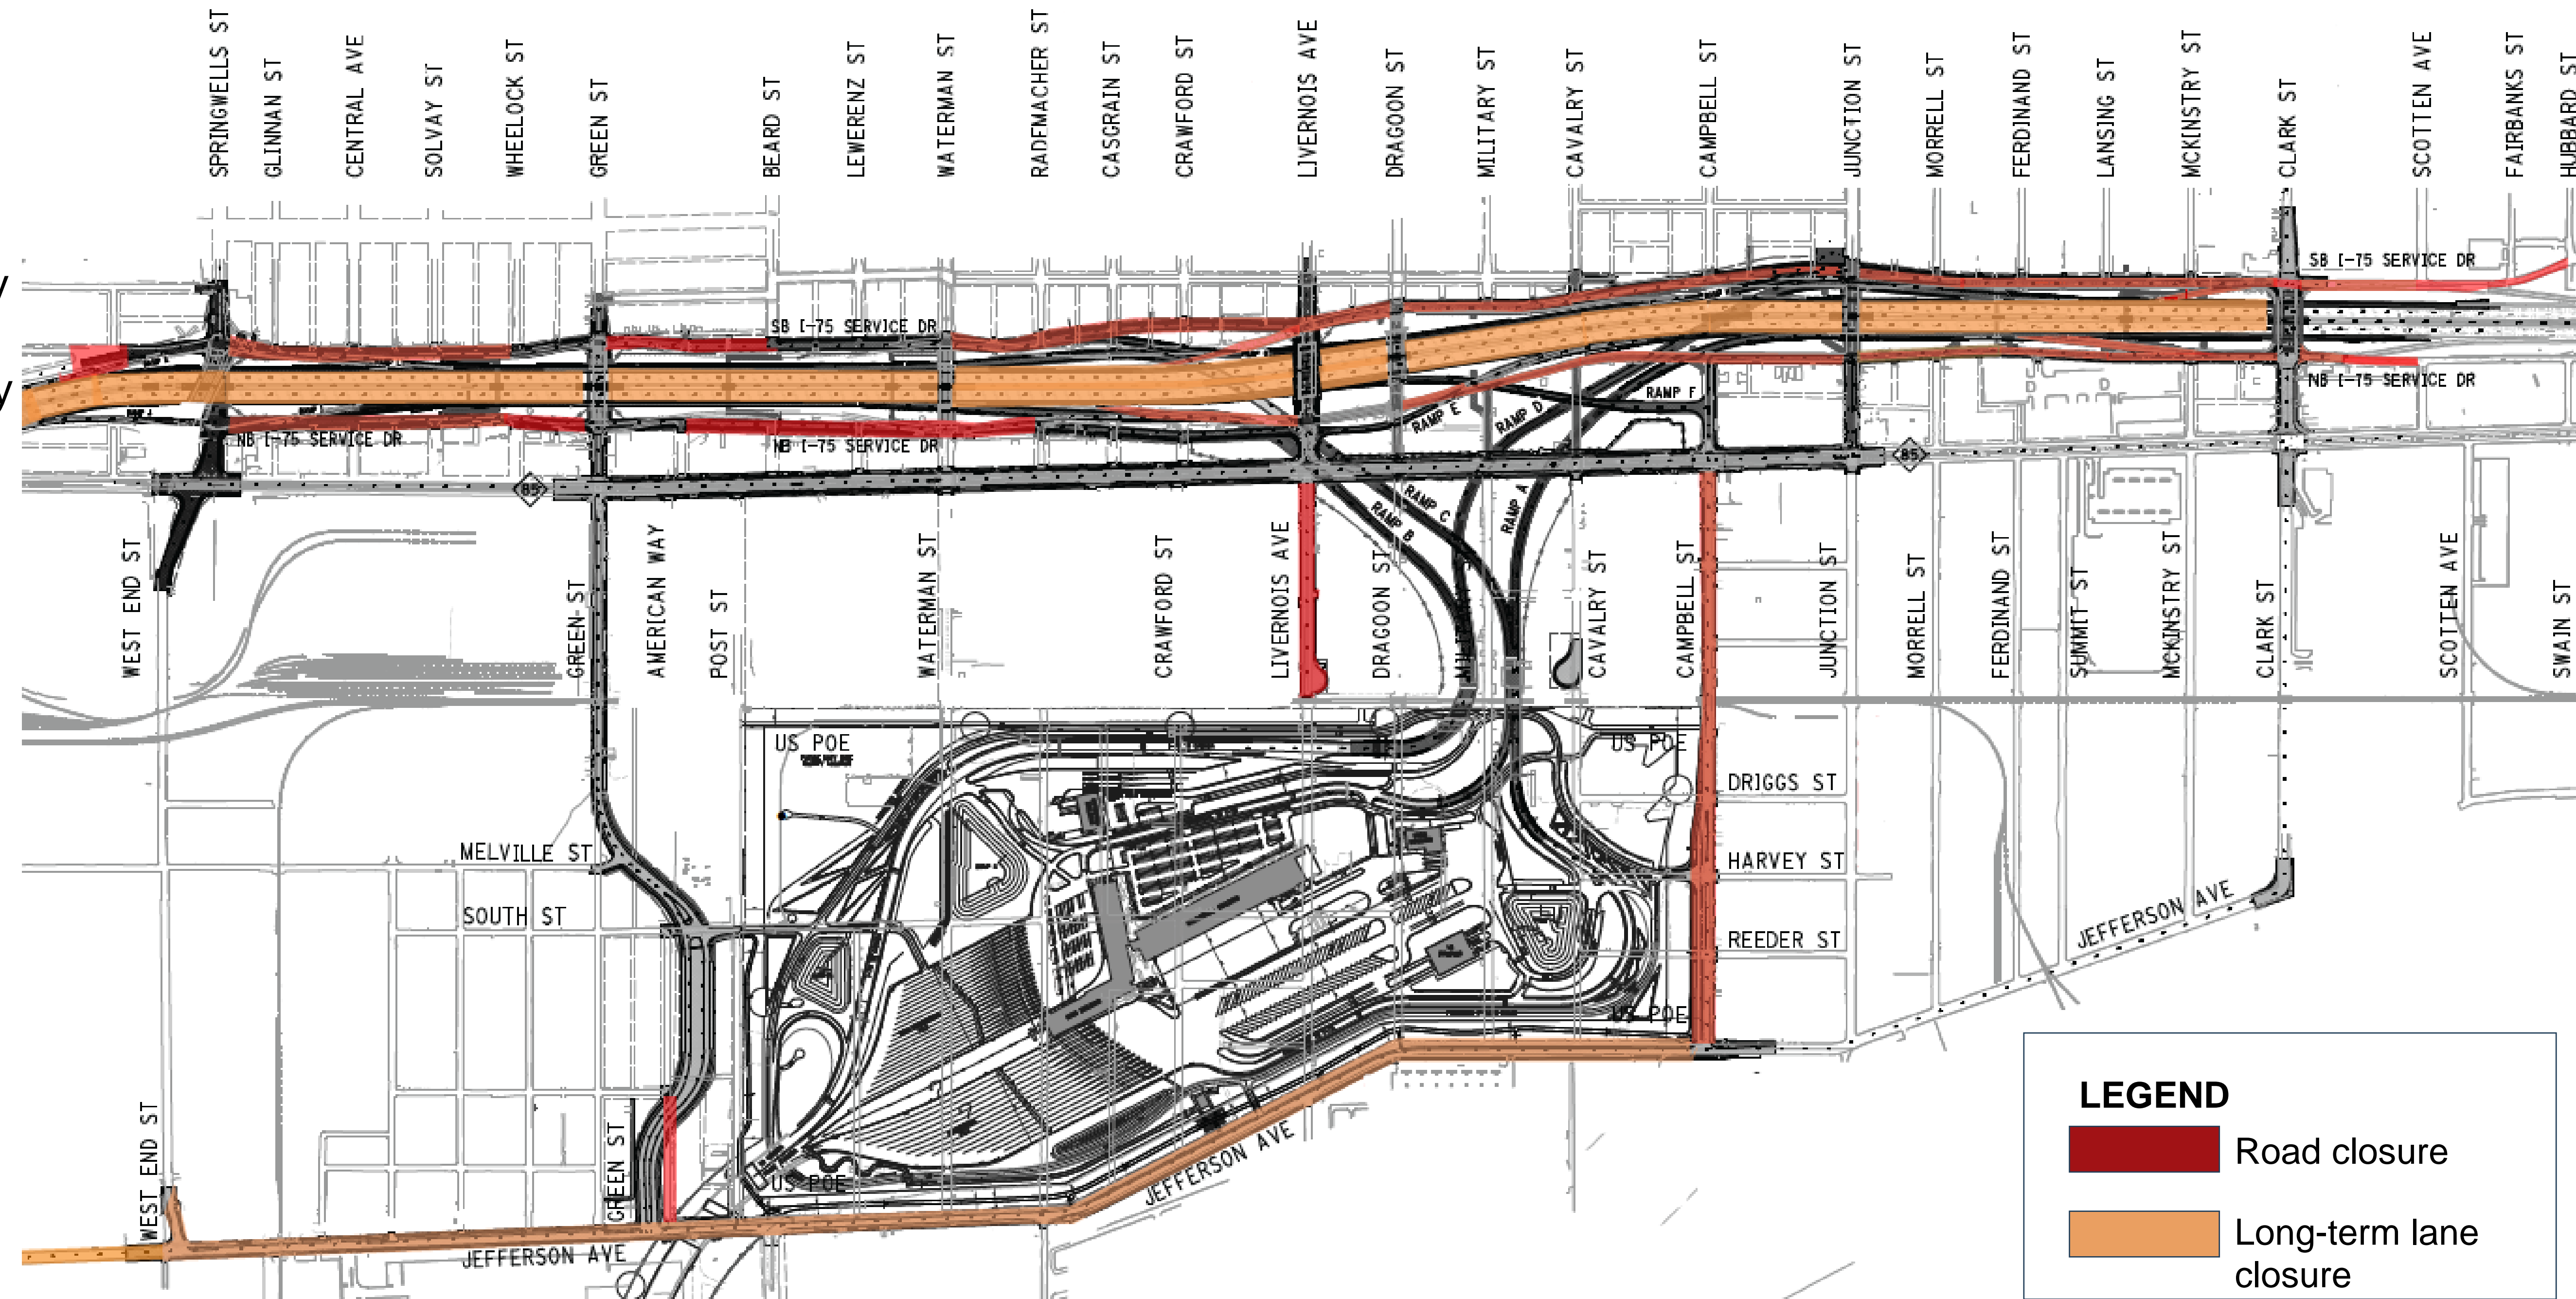 SPRINGWELLS ST
GLINNAN ST
CENTRAL AVE
SOLVAY ST
WHEELOCK ST
GREEN ST
BEARD ST
LEWERENZ ST
WATERMAN ST
RADEMACHER ST
CASGRAIN ST
CRAWFORD ST
LIVERNOIS AVE
DRAGOON ST
MILITARY ST
CAVALRY ST
CAMPBELL ST
JUNCTION ST
MORRELL ST
FERDINAND ST
LANSING ST
MCKINSTRY ST
CLARK ST
SCOTTEN AVE
FAIRBANKS ST
HUBBARD ST
SB I-75 SERVICE DR
SB I-75 SERVICE DR
y
y
NB I-75 SERVICE DR
NB I-75 SERVICE DR
NB I-75 SERVICE DR
RAMP E
RAMP D
RAMP F
85
85
RAMP C
RAMP B
RAMP A
WEST END ST
GREEN ST
AMERICAN WAY
POST ST
WATERMAN ST
CRAWFORD ST
LIVERNOIS AVE
DRAGOON ST
CAVALRY ST
CAMPBELL ST
JUNCTION ST
MORRELL ST
FERDINAND ST
SUMMIT ST
MCKINSTRY ST
CLARK ST
SCOTTEN AVE
SWAIN ST
US POE
US POE
DRIGGS ST
MELVILLE ST
HARVEY ST
SOUTH ST
REEDER ST
JEFFERSON AVE
US POE
WEST END ST
GREEN ST
US POE
JEFFERSON AVE
JEFFERSON AVE
LEGEND
Road closure
Long-term lane
closure